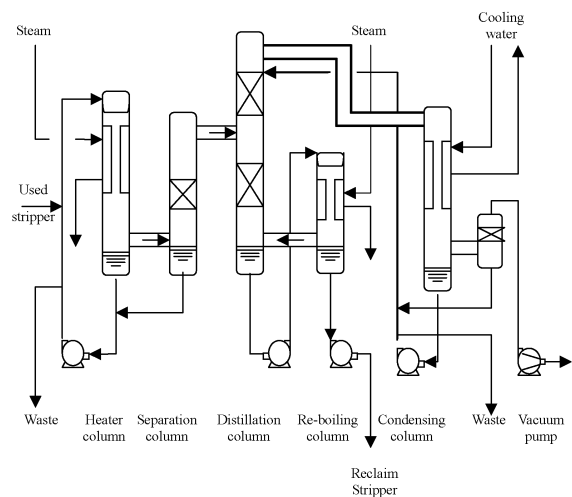 Steam
Steam
Cooling
water
Used
stripper
Waste
Heater
column
Separation
column
Distillation
column
Re-boiling
column
Condensing
column
Waste
Vacuum
pump
Reclaim
Stripper